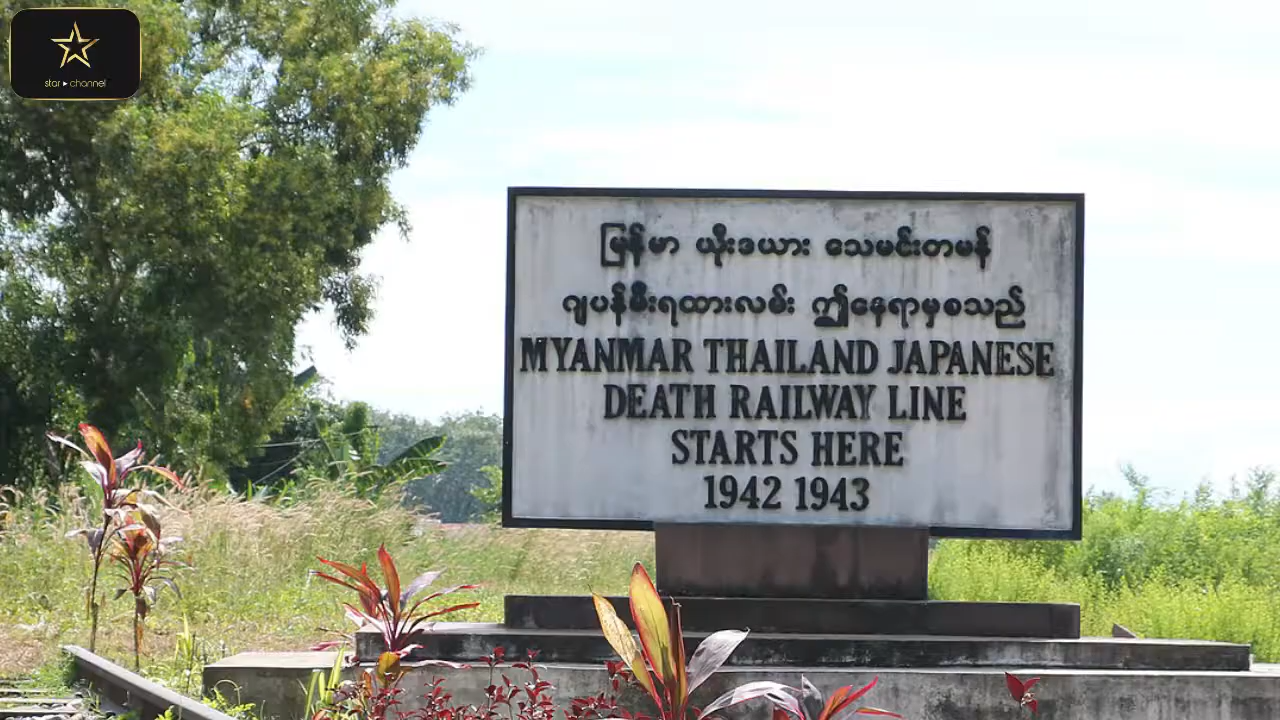 star channel
မြန်မာ ယိုးဒယား သေမင်းတမန်
ဂျပန်မီးရထားလမ်း ဤနေရာမှစသည်
MYANMAR THAILAND JAPANESE
DEATH RAILWAY LINE
STARTS HERE
1942 1943